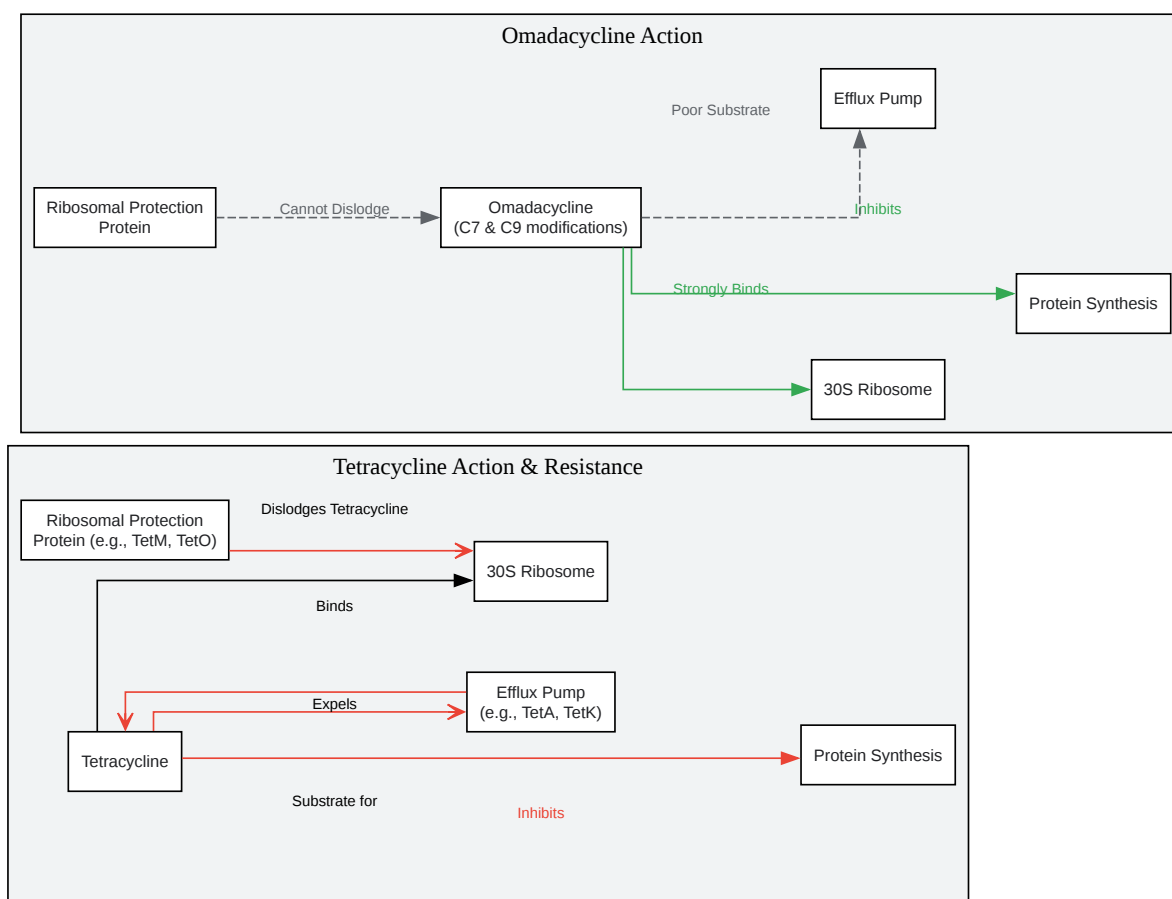 Omadacycline Action
Efflux Pump
Poor Substrate
Ribosomal Protection
Protein
Cannot Dislodge
Omadacycline
(C7 & C9 modifications)
Inhibits
Strongly Binds
Protein Synthesis
30S Ribosome
Tetracycline Action & Resistance
Dislodges Tetracycline
Ribosomal Protection
Protein (e.g., TetM, TetO)
30S Ribosome
Binds
Efflux Pump
(e.g., TetA, TetK)
Expels
Tetracycline
Protein Synthesis
Substrate for
Inhibits